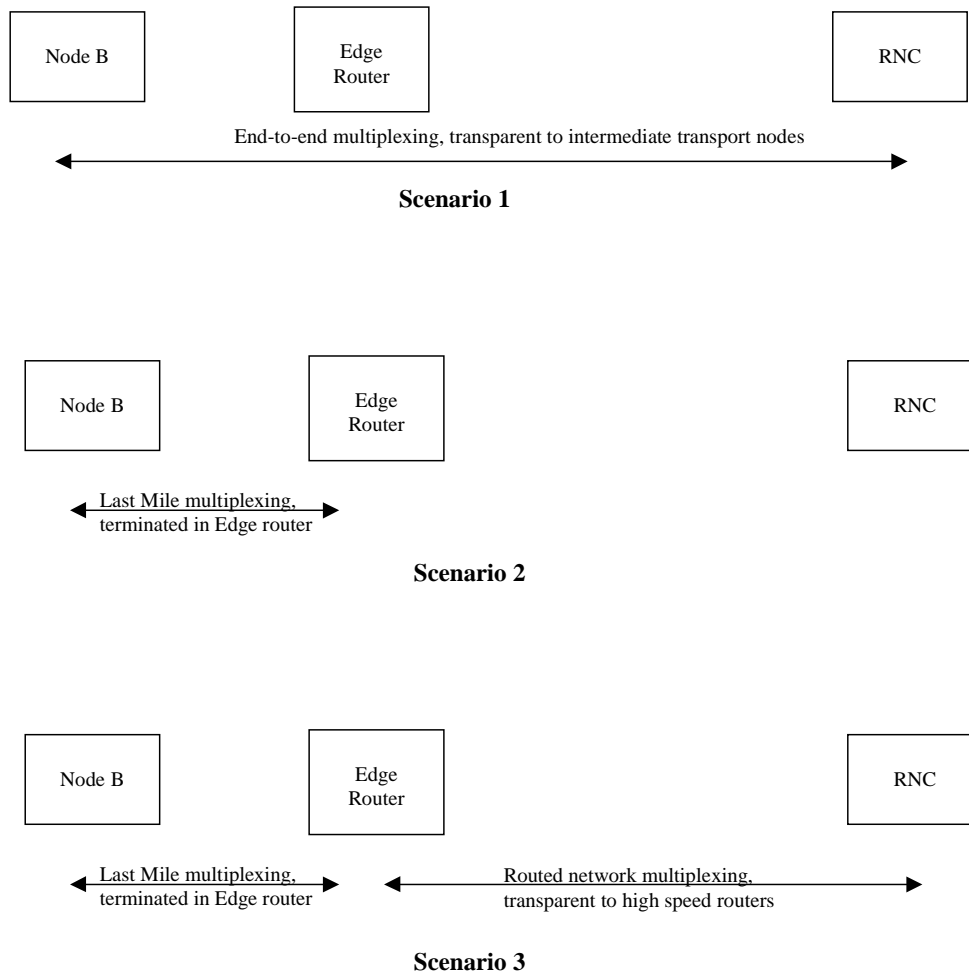 Node B
Edge
Router
RNC
End-to-end multiplexing, transparent to intermediate transport nodes
Scenario 1
Node B
Edge
Router
RNC
Last Mile multiplexing,
terminated in Edge router
Scenario 2
Node B
Edge
Router
RNC
Last Mile multiplexing,
terminated in Edge router
Routed network multiplexing,
transparent to high speed routers
Scenario 3